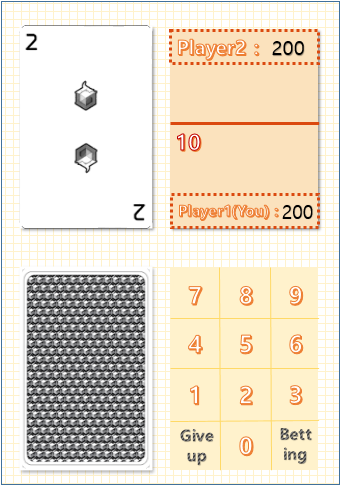 2
2
Player2 : 200
10
Player1(You) : 200
7 8 9
4 5 6
1 2 3
Give
up
0
Bett
ing